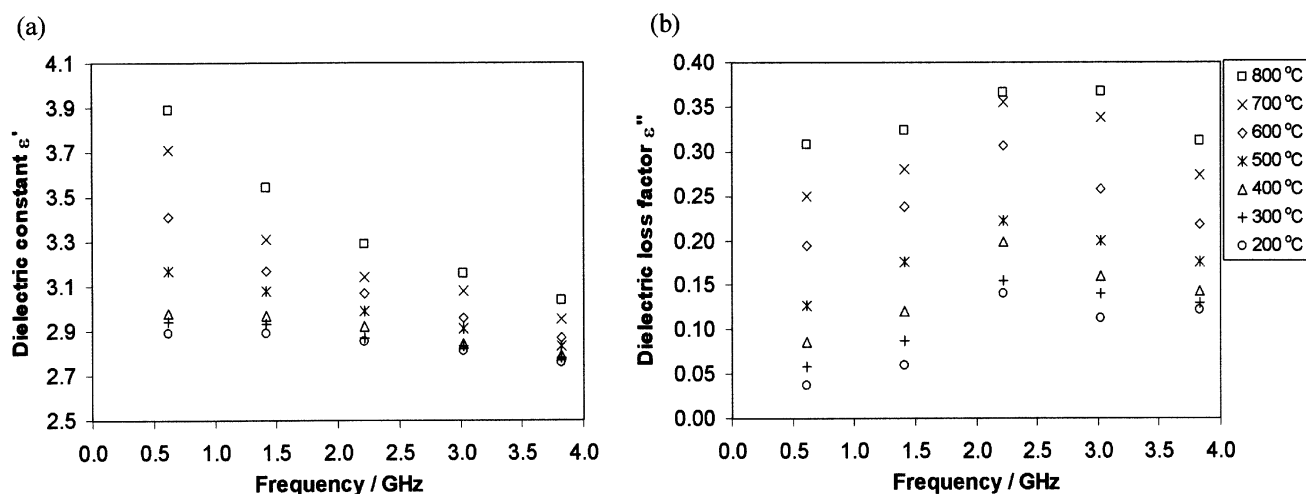 (a)
4.1
3.9
3.7
3.5
3.3
3.1
2.9
2.7
2.5
Dielectric constant ε'
0.0 0.5 1.0 1.5 2.0 2.5 3.0 3.5 4.0
Frequency / GHz
(b)
0.40
0.35
0.30
0.25
0.20
0.15
0.10
0.05
0.00
Dielectric loss factor ε"
0.0 0.5 1.0 1.5 2.0 2.5 3.0 3.5 4.0
Frequency / GHz
800 °C
700 °C
600 °C
500 °C
400 °C
300 °C
200 °C